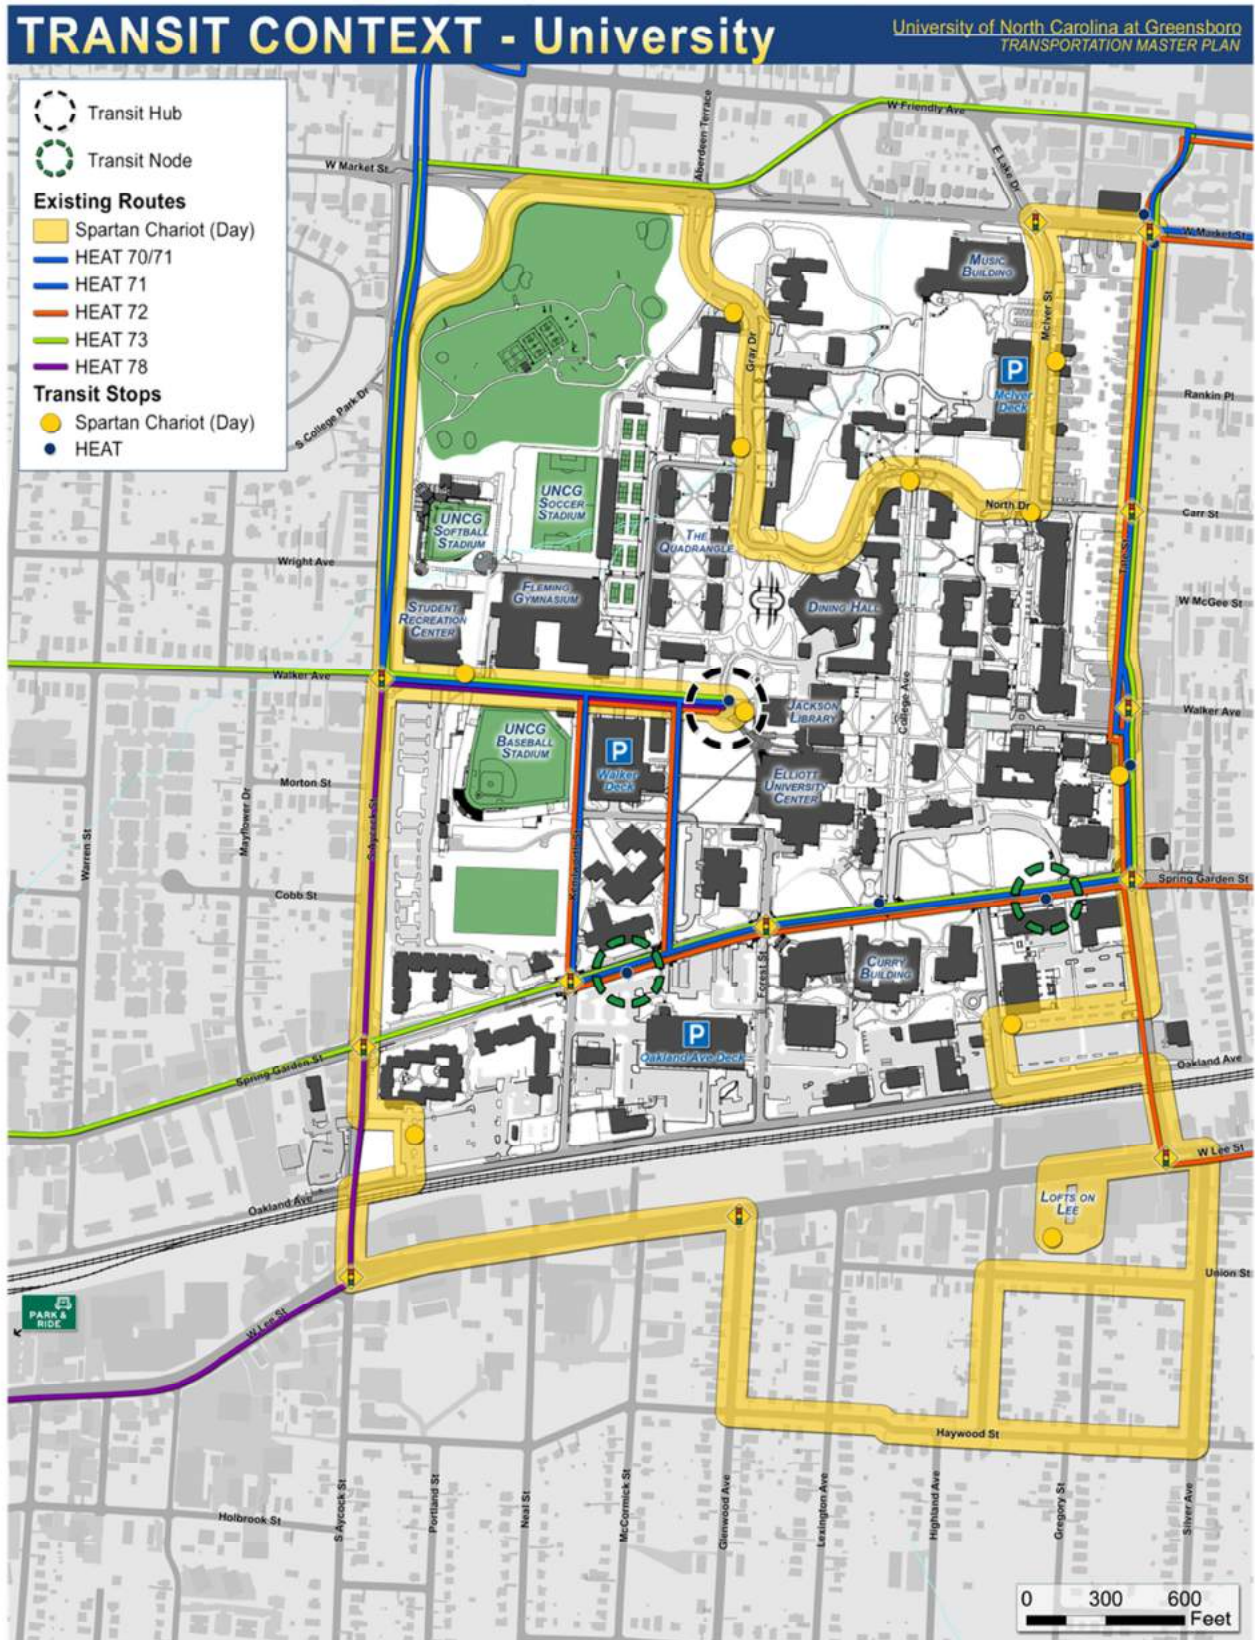 TRANSIT CONTEXT - University
University of North Carolina at Greensboro
TRANSPORTATION MASTER PLAN
Transit Hub
Transit Node
Existing Routes
Spartan Chariot (Day)
HEAT 70/71
HEAT 71
HEAT 72
HEAT 73
HEAT 78
Transit Stops
Spartan Chariot (Day)
HEAT
W Friendly Ave
Aberdeen Terrace
E Lake Dr
W Market St
W Market St
MUSIC
BUILDING
McIver St
Gray Dr
P
McIver
Deck
Rankin Pl
S College Park Dr
UNCG
SOCCER
STADIUM
UNCG
SOFTBALL
STADIUM
THE
QUADRANGLE
North Dr
Carr St
Tate St
Wright Ave
FLEMING
GYMNASIUM
STUDENT
RECREATION
CENTER
DINING HALL
W McGee St
Walker Ave
JACKSON
LIBRARY
College Ave
Walker Ave
UNCG
BASEBALL
STADIUM
P
Walker
Deck
ELLIOTT
UNIVERSITY
CENTER
Morton St
Mayflower Dr
S Aycock St
Warren St
Kenilworth St
Cobb St
Spring Garden St
CURRY
BUILDING
Forest St
P
Oakland Ave Deck
Spring Garden St
Oakland Ave
W Lee St
Oakland Ave
LOFTS ON
LEE
Union St
PARK &
RIDE
W Lee St
Haywood St
Holbrook St
S Aycock St
Portland St
Neal St
McCormick St
Glenwood Ave
Lexington Ave
Highland Ave
Gregory St
Silver Ave
0 300 600
Feet